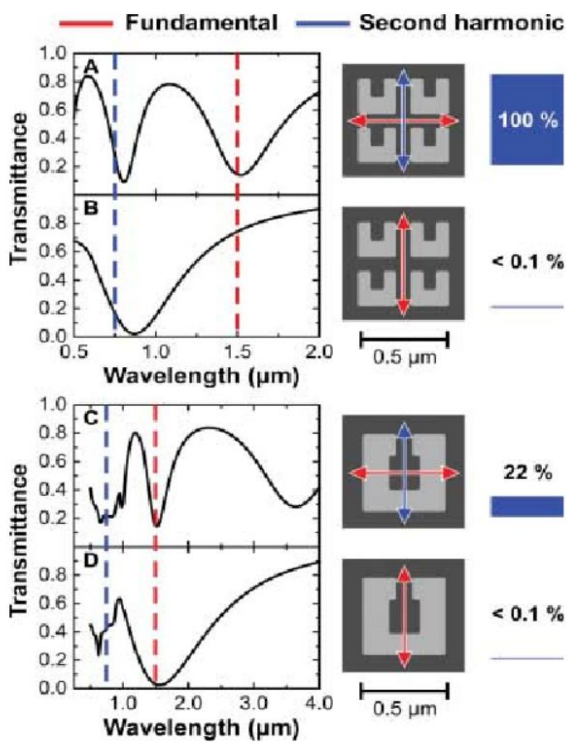 Fundamental Second harmonic
A
1.0
0.8
0.6
0.4
0.2
Transmittance
100 %
B
0.8
0.6
0.4
0.2
0.0
Transmittance
< 0.1 %
0.5 1.0 1.5 2.0
Wavelength (µm)
0.5 µm
C
1.0
0.8
0.6
0.4
0.2
Transmittance
22 %
D
0.8
0.6
0.4
0.2
0.0
Transmittance
< 0.1 %
1.0 2.0 3.0 4.0
Wavelength (µm)
0.5 µm